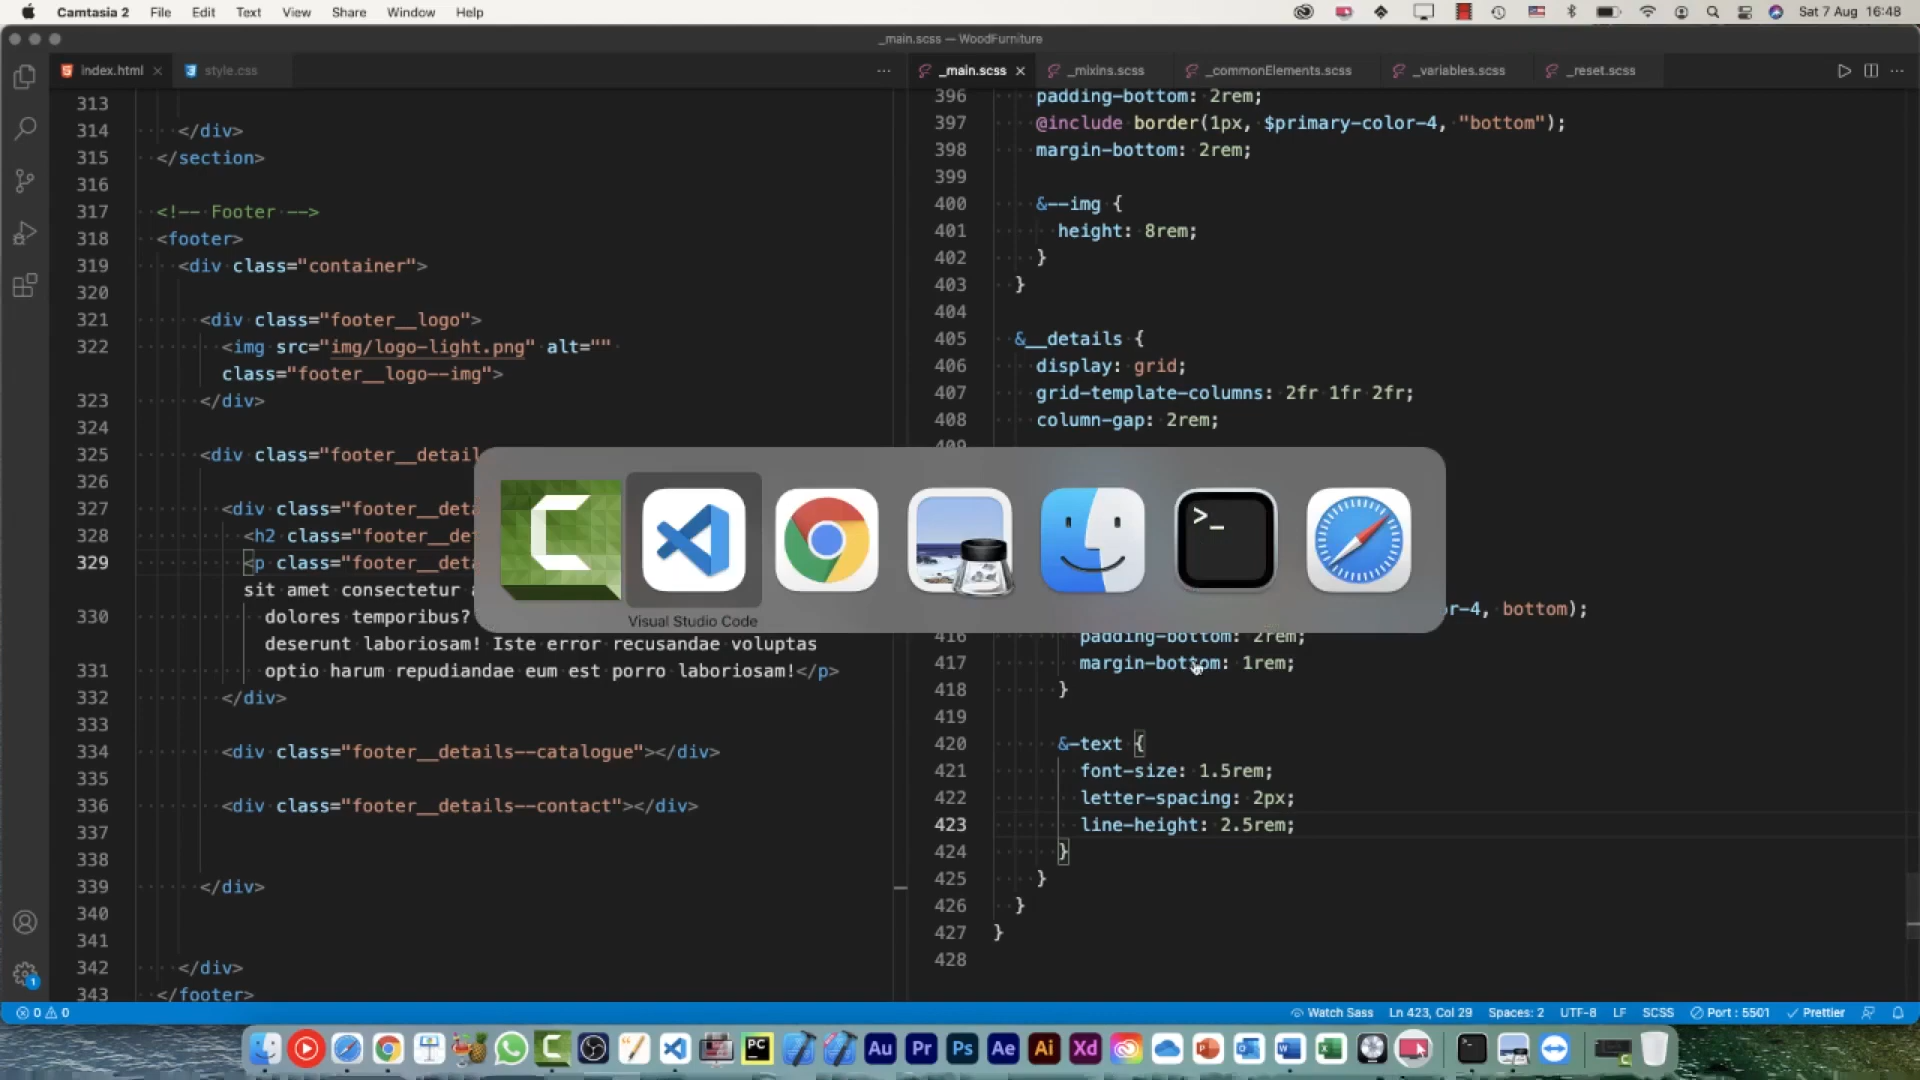 Camtasia 2 File Edit Text View Share Window Help
Sat 7 Aug 16:48
_main.scss — WoodFurniture
index.html
style.css
_main.scss
_mixins.scss
_commonElements.scss
_variables.scss
_reset.scss
313
314 </div>
315 </section>
316
317 <!-- Footer -->
318 <footer>
319 <div class="container">
320
321 <div class="footer__logo">
322 <img src="img/logo-light.png" alt=""
class="footer__logo--img">
323 </div>
324
325 <div class="footer__detail
326
327 <div class="footer__deta
328 <h2 class="footer__de
329 <p class="footer__deta
sit amet consectetur
330 dolores temporibus?
deserunt laboriosam! Iste error recusandae voluptas
331 optio harum repudiandae eum est porro laboriosam!</p>
332 </div>
333
334 <div class="footer__details--catalogue"></div>
335
336 <div class="footer__details--contact"></div>
337
338
339 </div>
340
341
342 </div>
343 </footer>
396 padding-bottom: 2rem;
397 @include border(1px, $primary-color-4, "bottom");
398 margin-bottom: 2rem;
399
400 &--img {
401 height: 8rem;
402 }
403 }
404
405 &__details {
406 display: grid;
407 grid-template-columns: 2fr 1fr 2fr;
408 column-gap: 2rem;
409
r-4, bottom);
416 padding-bottom: 2rem;
417 margin-bottom: 1rem;
418 }
419
420 &-text {
421 font-size: 1.5rem;
422 letter-spacing: 2px;
423 line-height: 2.5rem;
424 }
425 }
426 }
427 }
428
>_
Visual Studio Code
1
0 0
Watch Sass Ln 423, Col 29 Spaces: 2 UTF-8 LF SCSS Port : 5501 Prettier
PC Au Pr Ps Ae Ai Xd